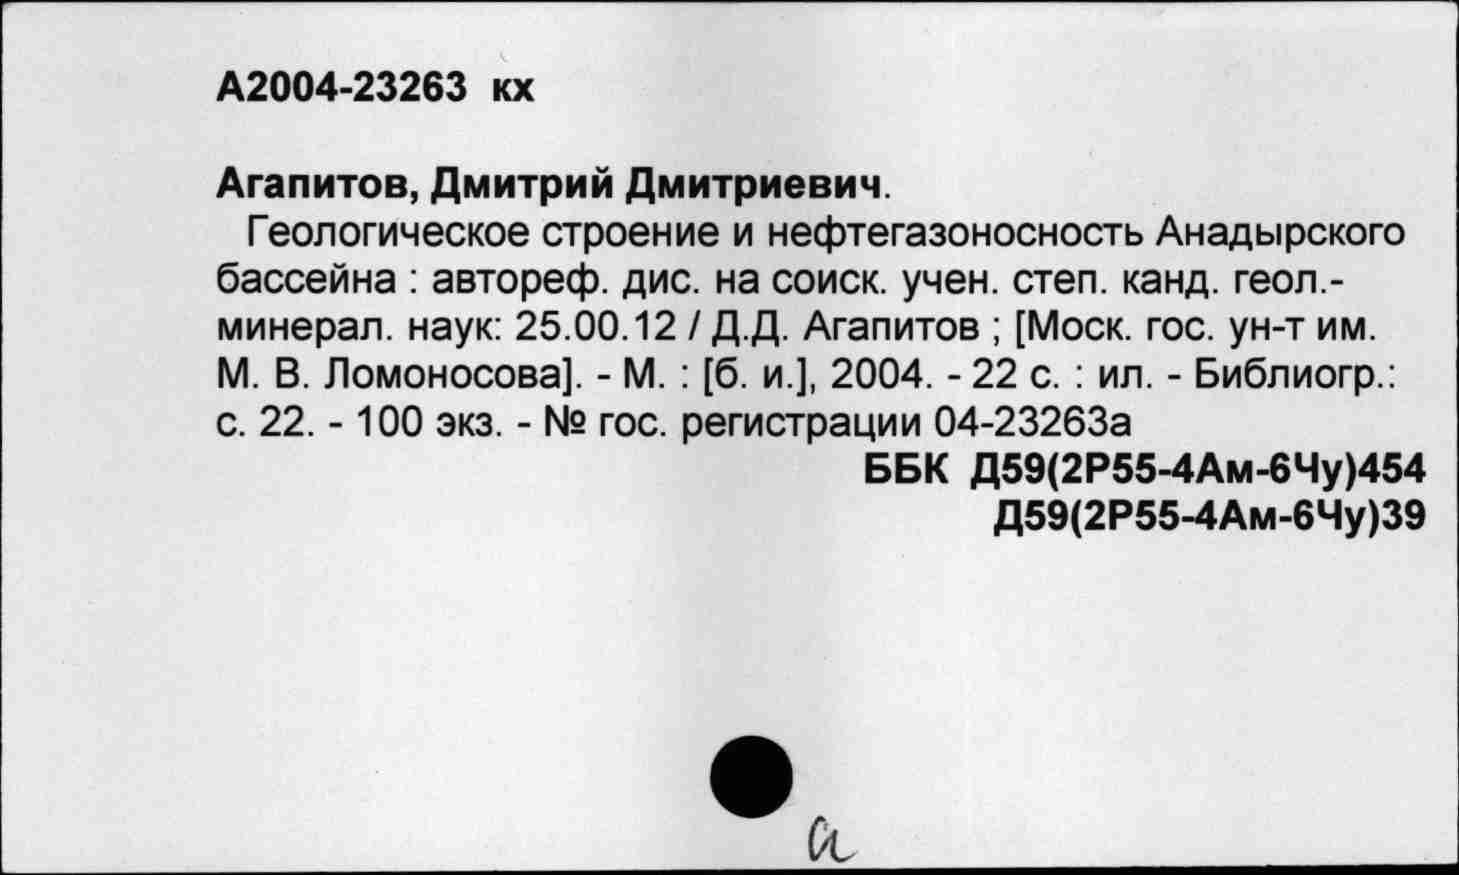 А2004-23263 кх
Агапитов, Дмитрий Дмитриевич.
Геологическое строение и нефтегазоносность Анадырского
бассейна : автореф. дис. на соиск. учен. степ. канд. геол.-
минерал. наук: 25.00.12 / Д.Д. Агапитов ; [Моск. гос. ун-т им.
М. В. Ломоносова]. - М. : [б. и.], 2004. - 22 с. : ил. - Библиогр.:
с. 22. - 100 экз. - № гос. регистрации 04-23263а
ББК Д59(2Р55-4Ам-6Чу)454
Д59(2Р55-4Ам-6Чу)39
а